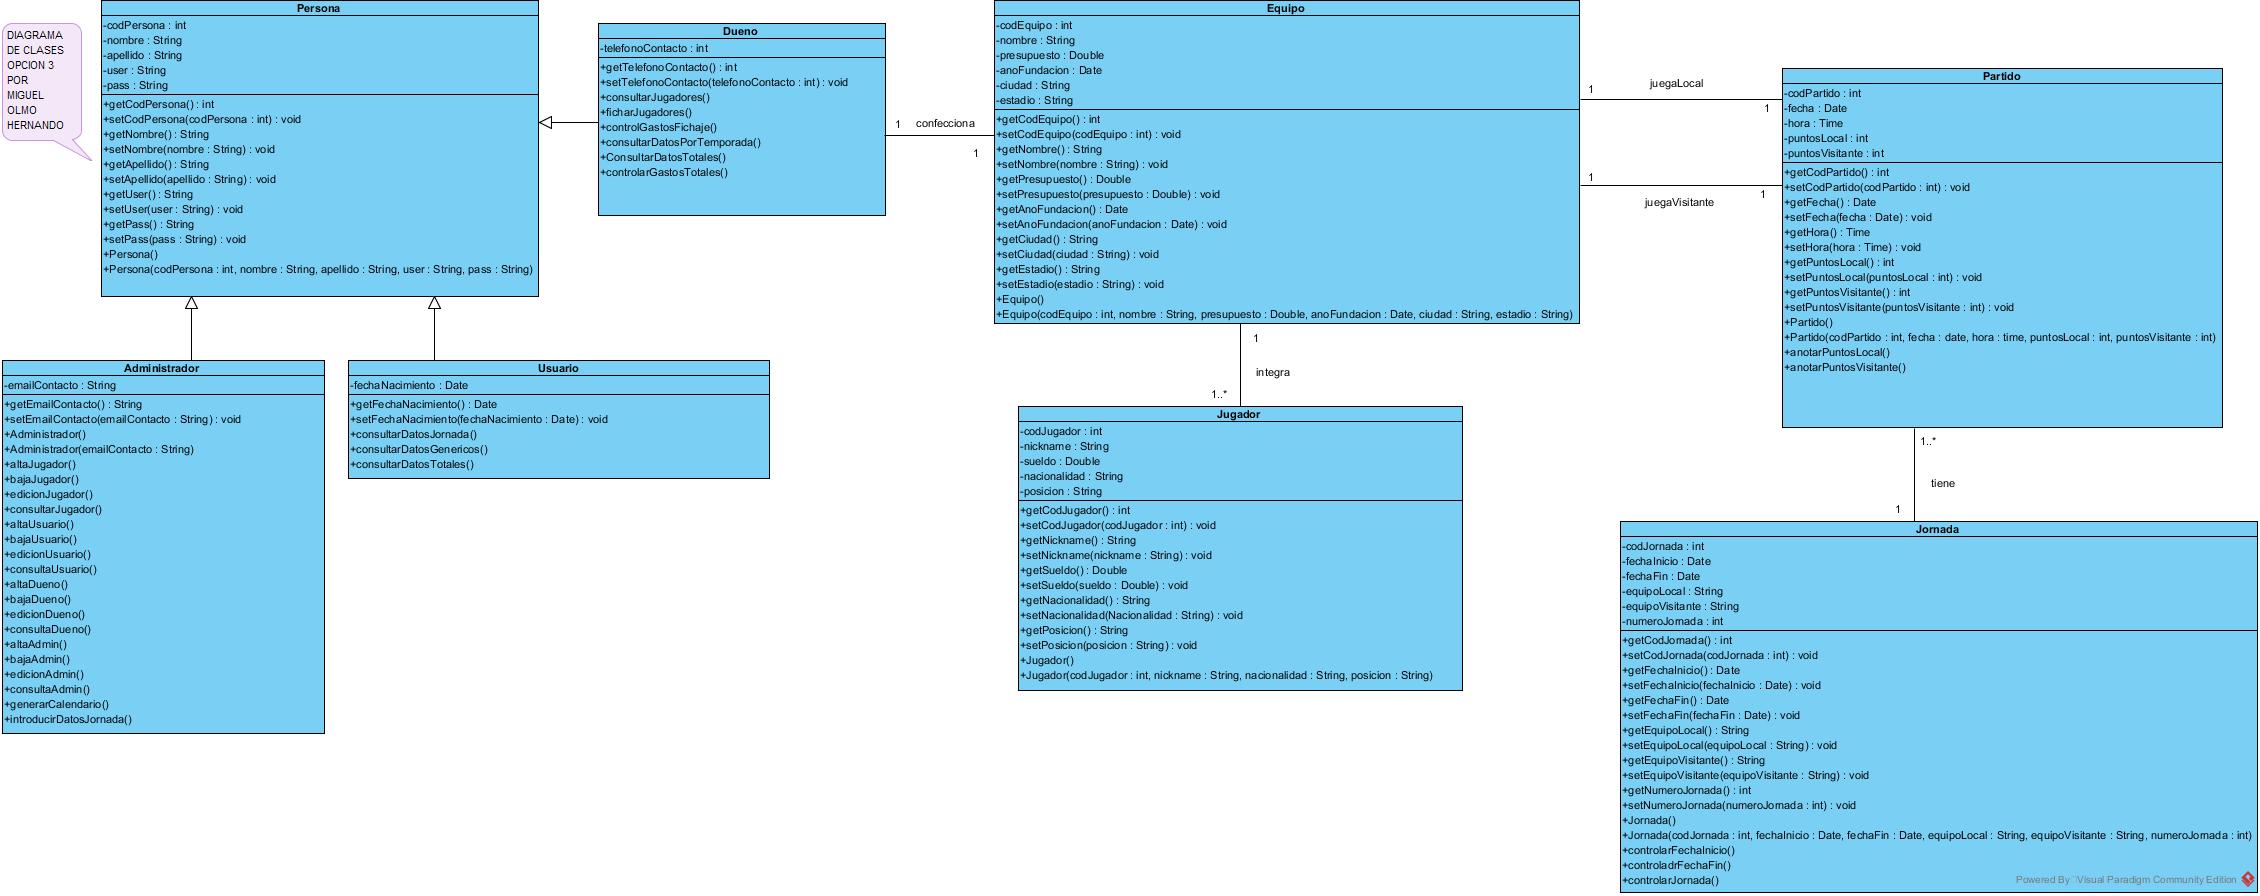 DIAGRAMA
DE CLASES
OPCION 3
POR
MIGUEL
OLMO
HERNANDO
Persona
-codPersona : int
-nombre : String
-apellido : String
-user : String
-pass : String
+getCodPersona() : int
+setCodPersona(codPersona : int) : void
+getNombre() : String
+setNombre(nombre : String) : void
+getApellido() : String
+setApellido(apellido : String) : void
+getUser() : String
+setUser(user : String) : void
+getPass() : String
+setPass(pass : String) : void
+Persona()
+Persona(codPersona : int, nombre : String, apellido : String, user : String, pass : String)
Dueno
-telefonoContacto : int
+getTelefonoContacto() : int
+setTelefonoContacto(telefonoContacto : int) : void
+consultarJugadores()
+ficharJugadores()
+controlGastosFichaje()
+consultarDatosPorTemporada()
+ConsultarDatosTotales()
+controlarGastosTotales()
1
confecciona
1
Equipo
-codEquipo : int
-nombre : String
-presupuesto : Double
-anoFundacion : Date
-ciudad : String
-estadio : String
+getCodEquipo() : int
+setCodEquipo(codEquipo : int) : void
+getNombre() : String
+setNombre(nombre : String) : void
+getPresupuesto() : Double
+setPresupuesto(presupuesto : Double) : void
+getAnoFundacion() : Date
+setAnoFundacion(anoFundacion : Date) : void
+getCiudad() : String
+setCiudad(ciudad : String) : void
+getEstadio() : String
+setEstadio(estadio : String) : void
+Equipo()
+Equipo(codEquipo : int, nombre : String, presupuesto : Double, anoFundacion : Date, ciudad : String, estadio : String)
1
juegaLocal
1
1
juegaVisitante
1
Partido
-codPartido : int
-fecha : Date
-hora : Time
-puntosLocal : int
-puntosVisitante : int
+getCodPartido() : int
+setCodPartido(codPartido : int) : void
+getFecha() : Date
+setFecha(fecha : Date) : void
+getHora() : Time
+setHora(hora : Time) : void
+getPuntosLocal() : int
+setPuntosLocal(puntosLocal : int) : void
+getPuntosVisitante() : int
+setPuntosVisitante(puntosVisitante : int) : void
+Partido()
+Partido(codPartido : int, fecha : date, hora : time, puntosLocal : int, puntosVisitante : int)
+anotarPuntosLocal()
+anotarPuntosVisitante()
Administrador
-emailContacto : String
+getEmailContacto() : String
+setEmailContacto(emailContacto : String) : void
+Administrador()
+Administrador(emailContacto : String)
+altaJugador()
+bajaJugador()
+edicionJugador()
+consultarJugador()
+altaUsuario()
+bajaUsuario()
+edicionUsuario()
+consultaUsuario()
+altaDueno()
+bajaDueno()
+edicionDueno()
+consultaDueno()
+altaAdmin()
+bajaAdmin()
+edicionAdmin()
+consultaAdmin()
+generarCalendario()
+introducirDatosJornada()
Usuario
-fechaNacimiento : Date
+getFechaNacimiento() : Date
+setFechaNacimiento(fechaNacimiento : Date) : void
+consultarDatosJornada()
+consultarDatosGenericos()
+consultarDatosTotales()
1
integra
1..*
Jugador
-codJugador : int
-nickname : String
-sueldo : Double
-nacionalidad : String
-posicion : String
+getCodJugador() : int
+setCodJugador(codJugador : int) : void
+getNickname() : String
+setNickname(nickname : String) : void
+getSueldo() : Double
+setSueldo(sueldo : Double) : void
+getNacionalidad() : String
+setNacionalidad(Nacionalidad : String) : void
+getPosicion() : String
+setPosicion(posicion : String) : void
+Jugador()
+Jugador(codJugador : int, nickname : String, nacionalidad : String, posicion : String)
1..*
tiene
1
Jornada
-codJornada : int
-fechaInicio : Date
-fechaFin : Date
-equipoLocal : String
-equipoVisitante : String
-numeroJornada : int
+getCodJornada() : int
+setCodJornada(codJornada : int) : void
+getFechaInicio() : Date
+setFechaInicio(fechaInicio : Date) : void
+getFechaFin() : Date
+setFechaFin(fechaFin : Date) : void
+getEquipoLocal() : String
+setEquipoLocal(equipoLocal : String) : void
+getEquipoVisitante() : String
+setEquipoVisitante(equipoVisitante : String) : void
+getNumeroJornada() : int
+setNumeroJornada(numeroJornada : int) : void
+Jornada()
+Jornada(codJornada : int, fechaInicio : Date, fechaFin : Date, equipoLocal : String, equipoVisitante : String, numeroJornada : int)
+controlarFechaInicio()
+controladrFechaFin()
+controlarJornada()
Powered By Visual Paradigm Community Edition